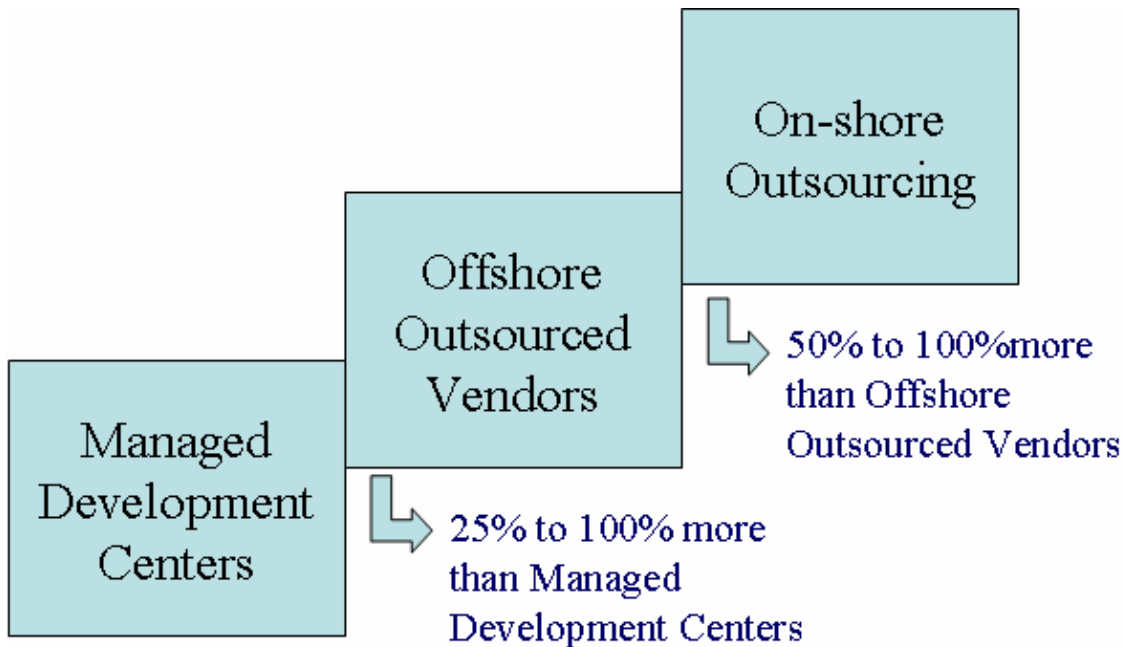 On-shore
Outsourcing
Offshore
Outsourced
Vendors
50% to 100%more
than Offshore
Outsourced Vendors
Managed
Development
Centers
25% to 100% more
than Managed
Development Centers